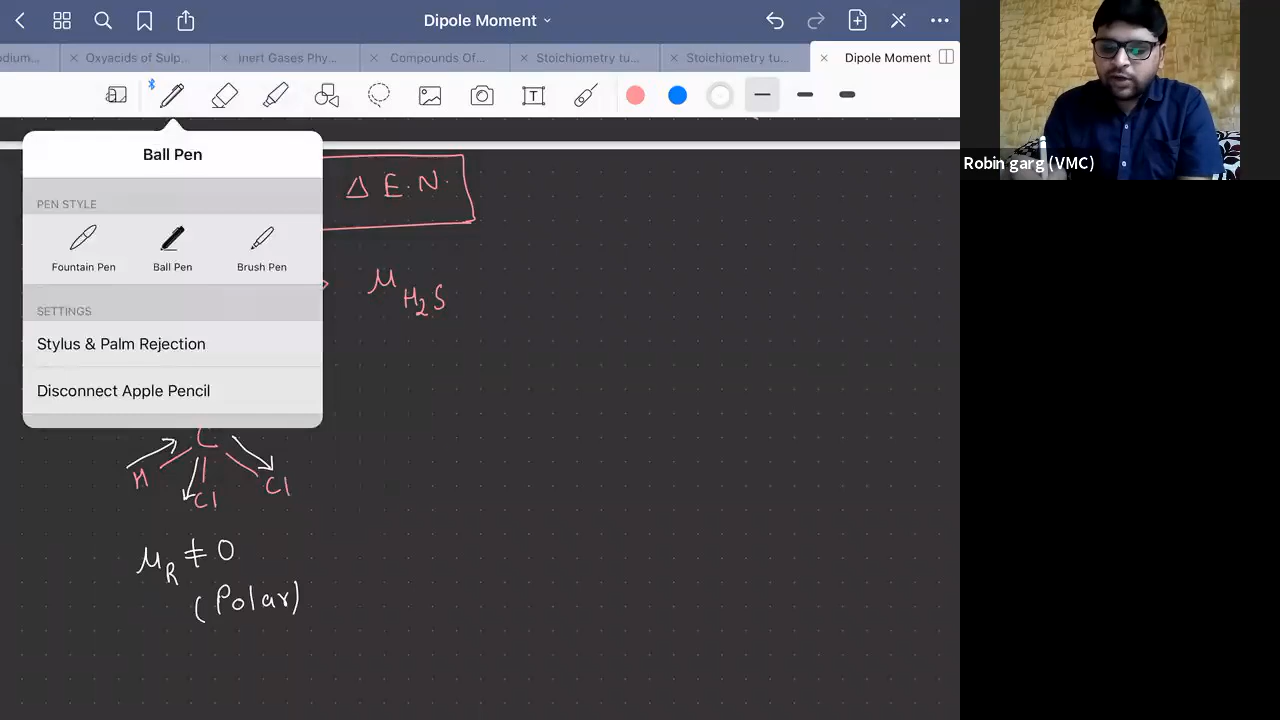 Dipole Moment
odium...
Oxyacids of Sulp...
Inert Gases Phy...
Compounds Of...
Stoichiometry tu...
Stoichiometry tu...
Dipole Moment
T
Ball Pen
PEN STYLE
Fountain Pen
Ball Pen
Brush Pen
SETTINGS
Stylus & Palm Rejection
Disconnect Apple Pencil
Δ E.N.
> μ H₂S
C
H
Cl
Cl
μR ≠ 0
(Polar)
Robin garg (VMC)